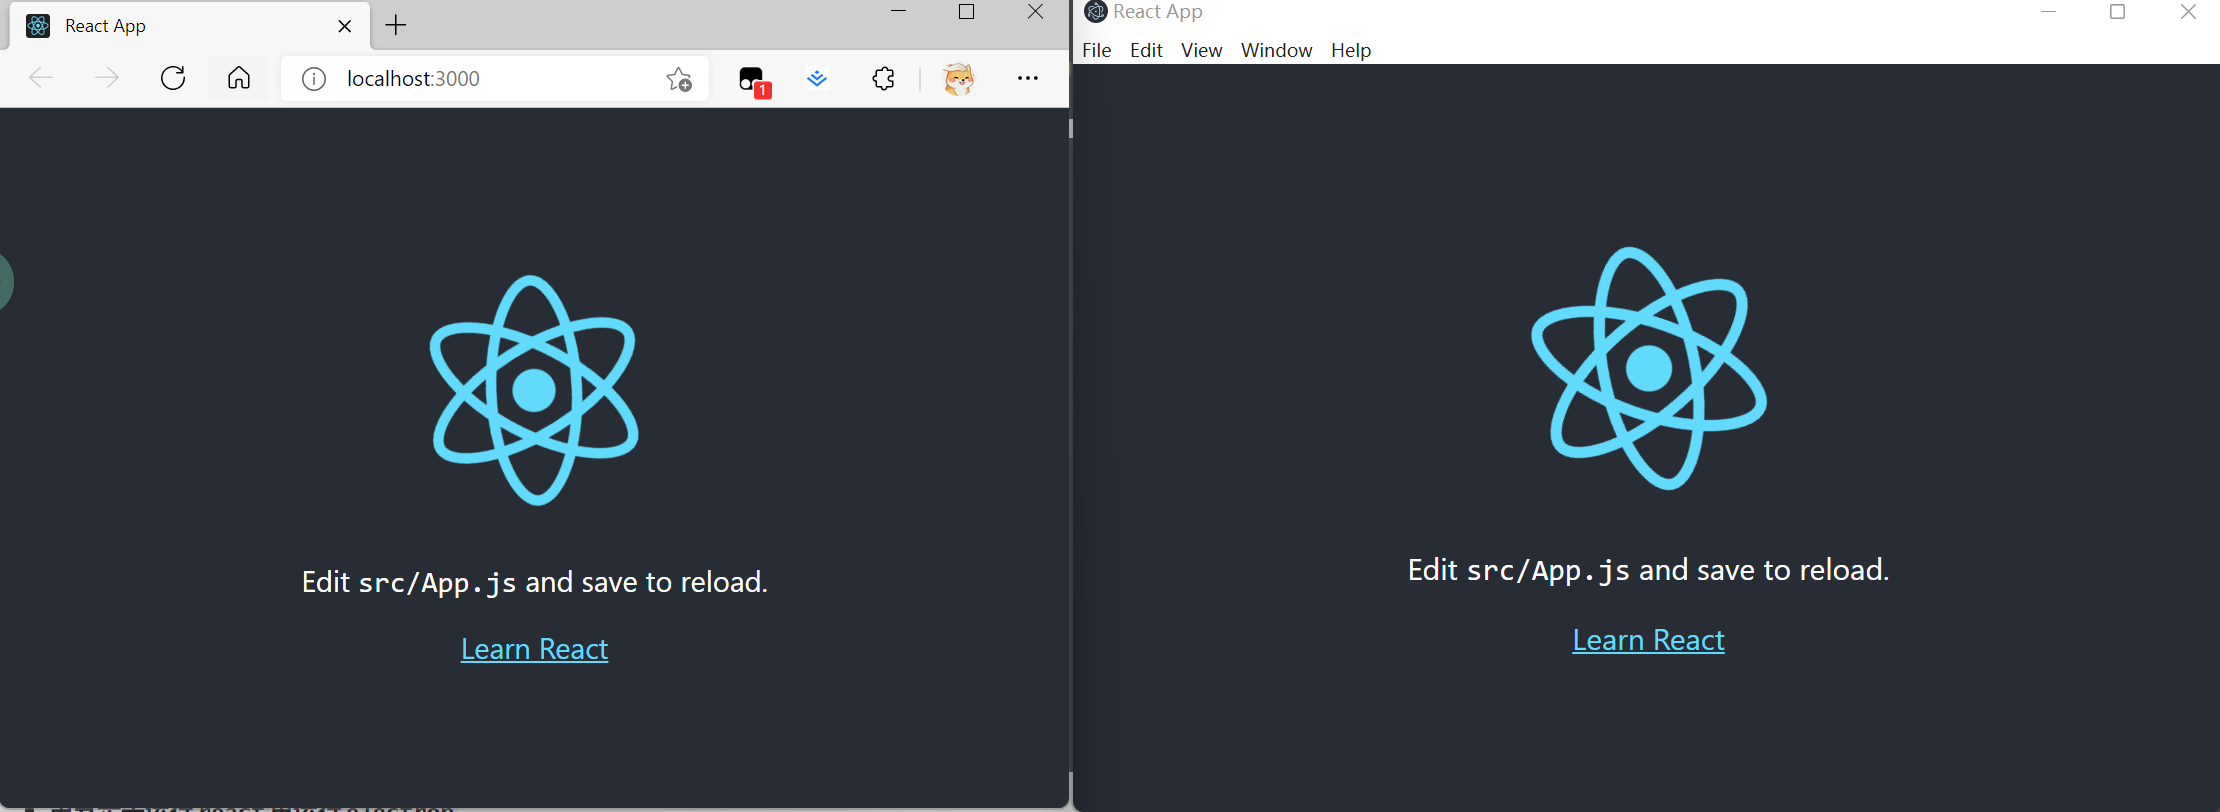 React App
localhost:3000
1
Edit src/App.js and save to reload.
Learn React
React App
File Edit View Window Help
Edit src/App.js and save to reload.
Learn React